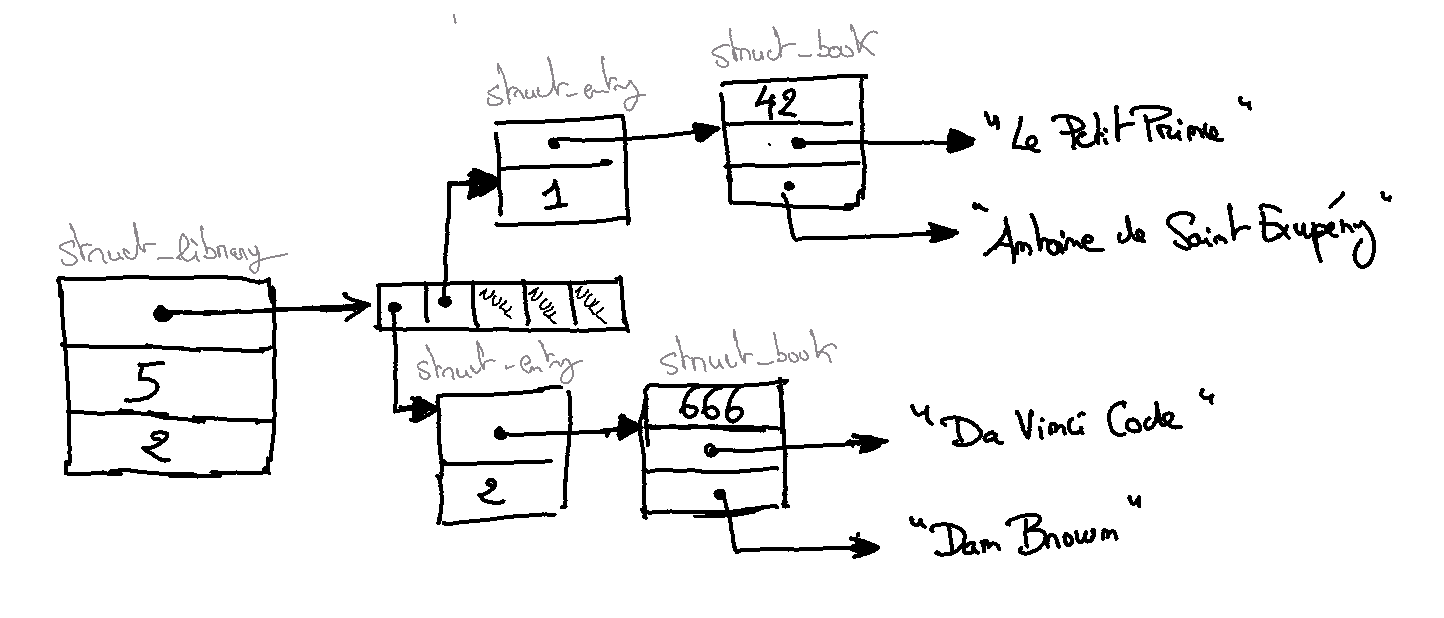 struct_book
struct_entry
42
"Le Petit Prince"
1
"Antoine de Saint Exupéry"
struct_library
NULL NULL NULL
5
2
struct_entry
struct_book
666
"Da Vinci Code"
2
"Dan Brown"